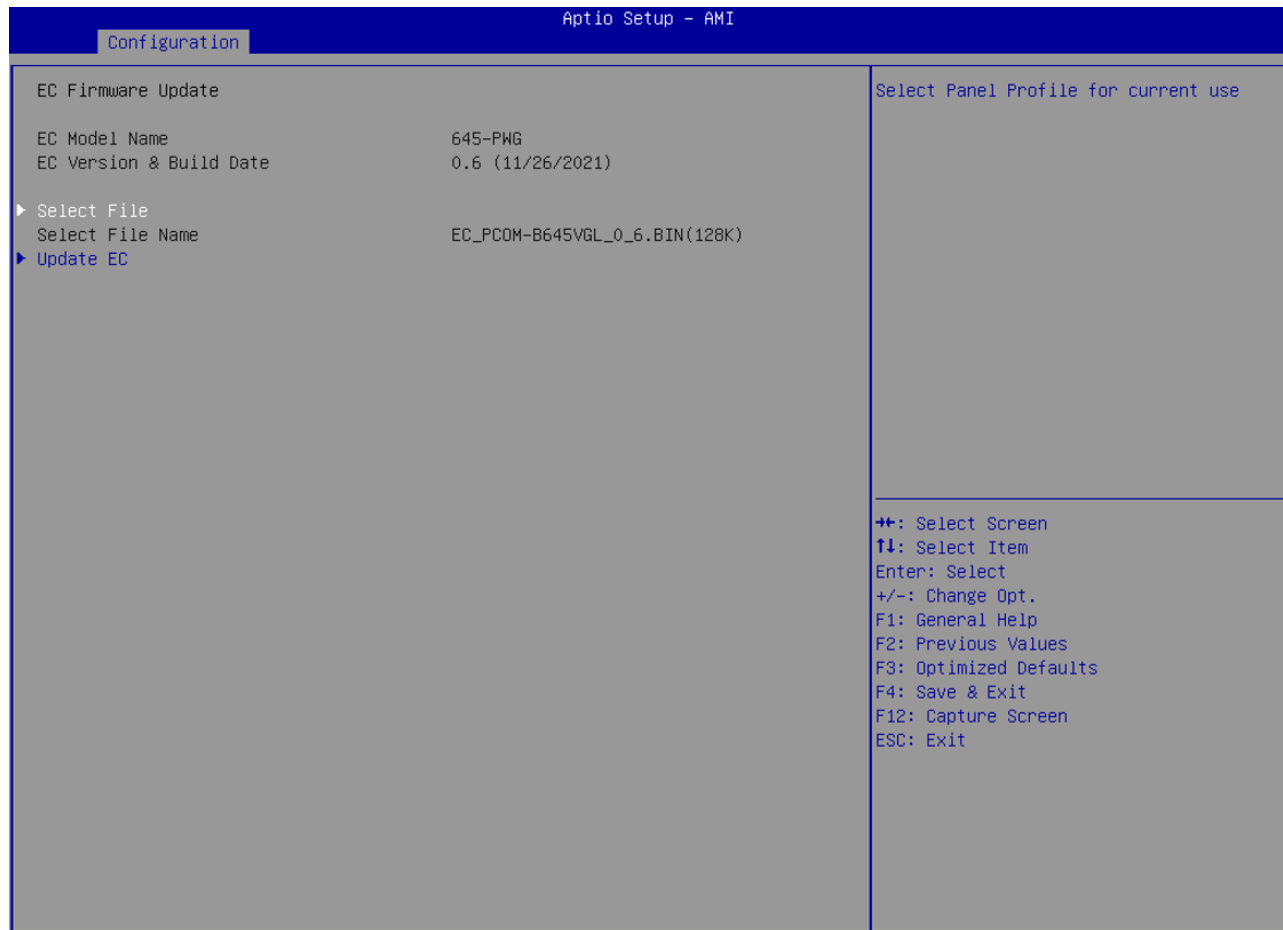 Aptio Setup – AMI
Configuration
EC Firmware Update
EC Model Name 645-PWG
EC Version & Build Date 0.6 (11/26/2021)
Select File
Select File Name EC_PCOM-B645VGL_0_6.BIN(128K)
Update EC
Select Panel Profile for current use
→←: Select Screen
↑↓: Select Item
Enter: Select
+/-: Change Opt.
F1: General Help
F2: Previous Values
F3: Optimized Defaults
F4: Save & Exit
F12: Capture Screen
ESC: Exit